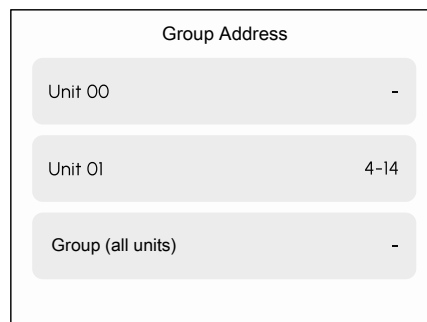 Group Address
Unit 00 -
Unit 01 4-14
Group (all units) -